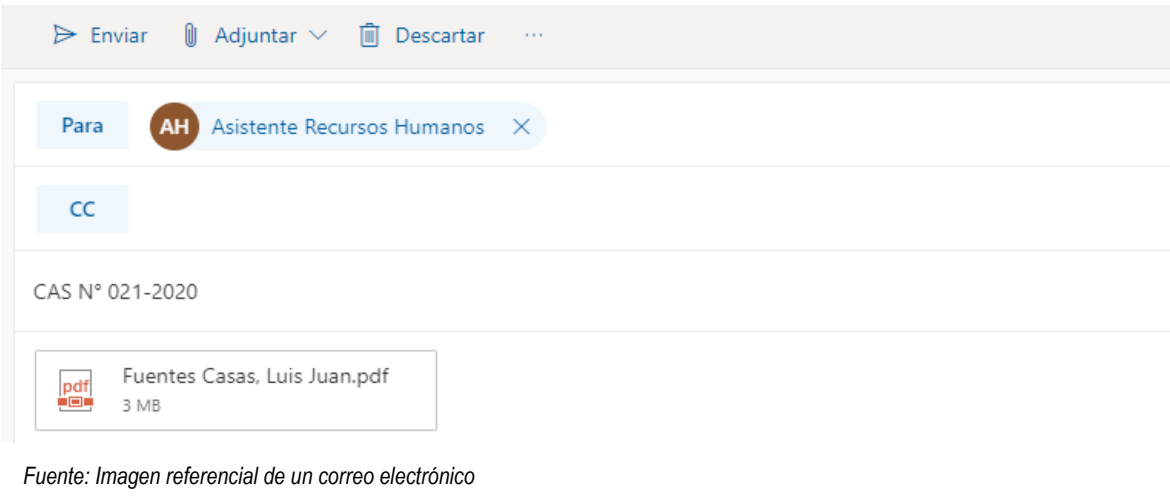 Enviar Adjuntar Descartar ...
Para AH Asistente Recursos Humanos
CC
CAS N° 021-2020
Fuentes Casas, Luis Juan.pdf
pdf
3 MB
Fuente: Imagen referencial de un correo electrónico